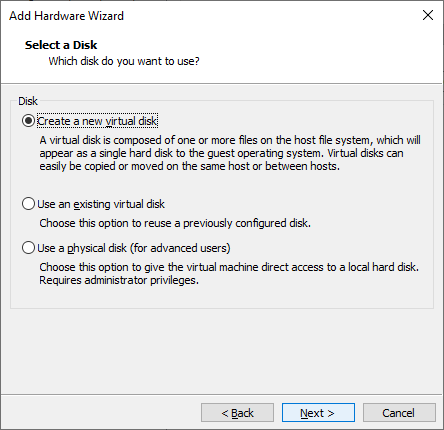 Add Hardware Wizard
Select a Disk
Which disk do you want to use?
Disk
Create a new virtual disk
A virtual disk is composed of one or more files on the host file system, which will
appear as a single hard disk to the guest operating system. Virtual disks can
easily be copied or moved on the same host or between hosts.
Use an existing virtual disk
Choose this option to reuse a previously configured disk.
Use a physical disk (for advanced users)
Choose this option to give the virtual machine direct access to a local hard disk.
Requires administrator privileges.
< Back Next > Cancel